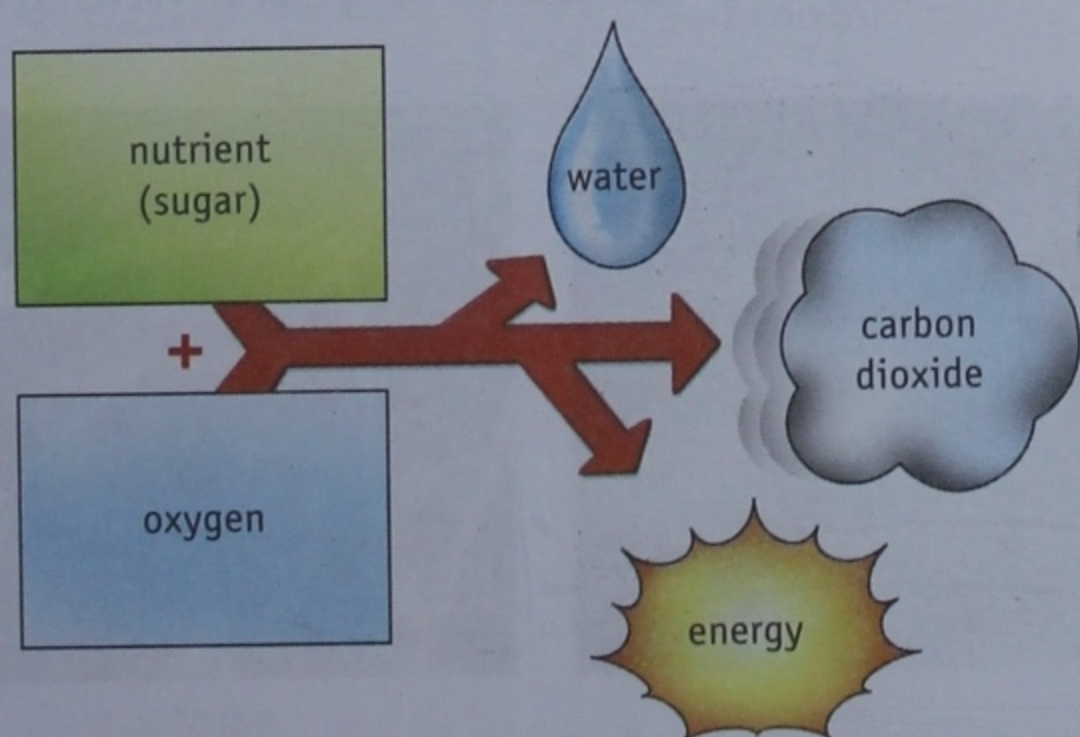 nutrient
(sugar)
+
oxygen
water
carbon
dioxide
energy